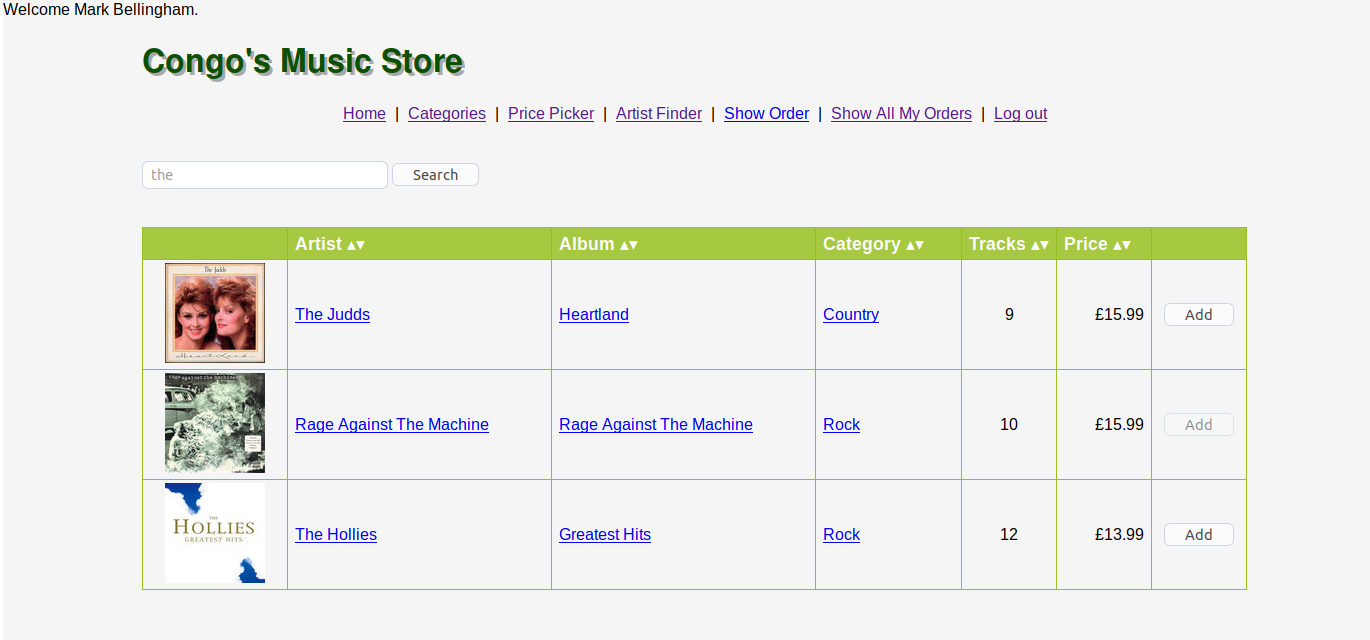 Welcome Mark Bellingham.
Congo's Music Store
Home | Categories | Price Picker | Artist Finder | Show Order | Show All My Orders | Log out
the Search
Artist ▲▼ Album ▲▼ Category ▲▼ Tracks ▲▼ Price ▲▼
The Judds
The Judds Heartland Country 9 £15.99 Add
HeartLand
rage against the machine
Rage Against The Machine Rage Against The Machine Rock 10 £15.99 Add
THE
HOLLIES
GREATEST HITS
The Hollies Greatest Hits Rock 12 £13.99 Add